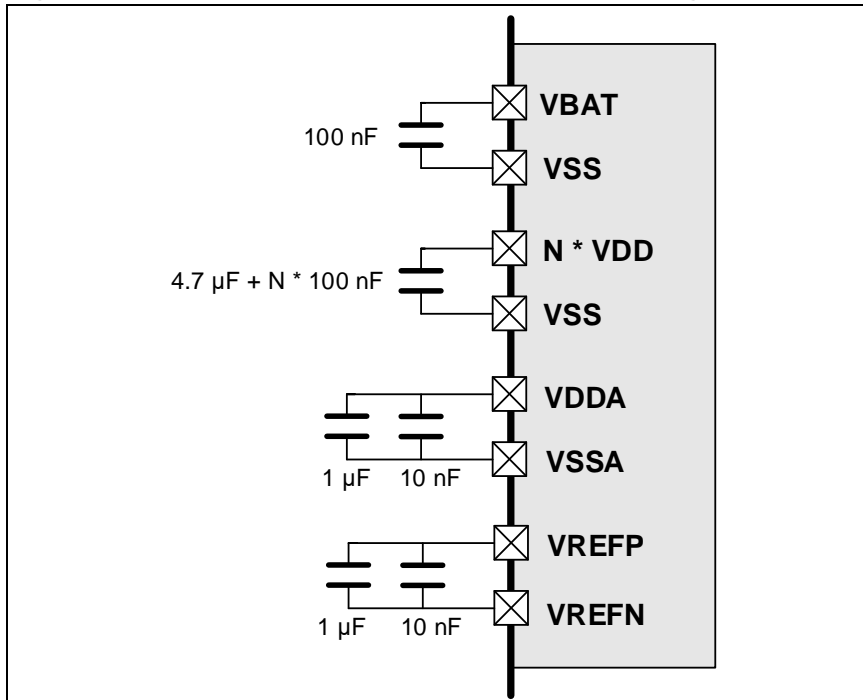 VBAT
100 nF
VSS
N * VDD
4.7 µF + N * 100 nF
VSS
VDDA
VSSA
1 µF 10 nF
VREFP
VREFN
1 µF 10 nF